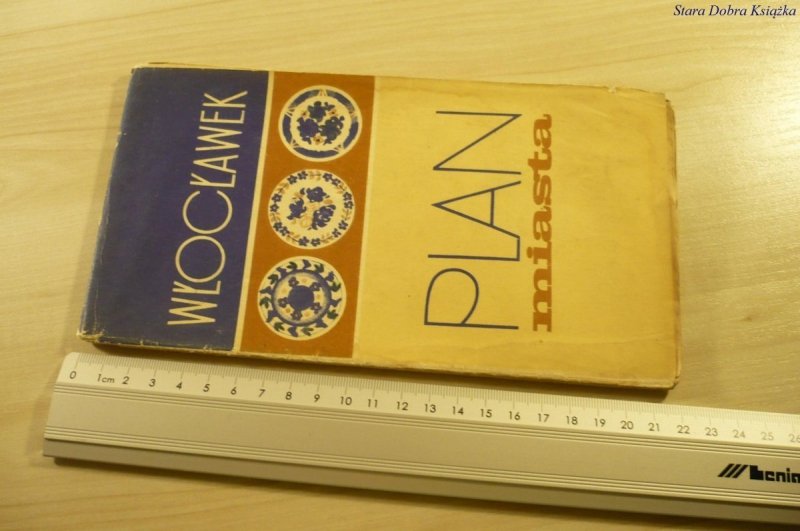 Stara Dobra Książka
WŁOCŁAWEK
PLAN
miasta
0 1cm 2 3 4 5 6 7 8 9 10 11 12 13 14 15 16 17 18 19 20 21 22 23 24 25 26